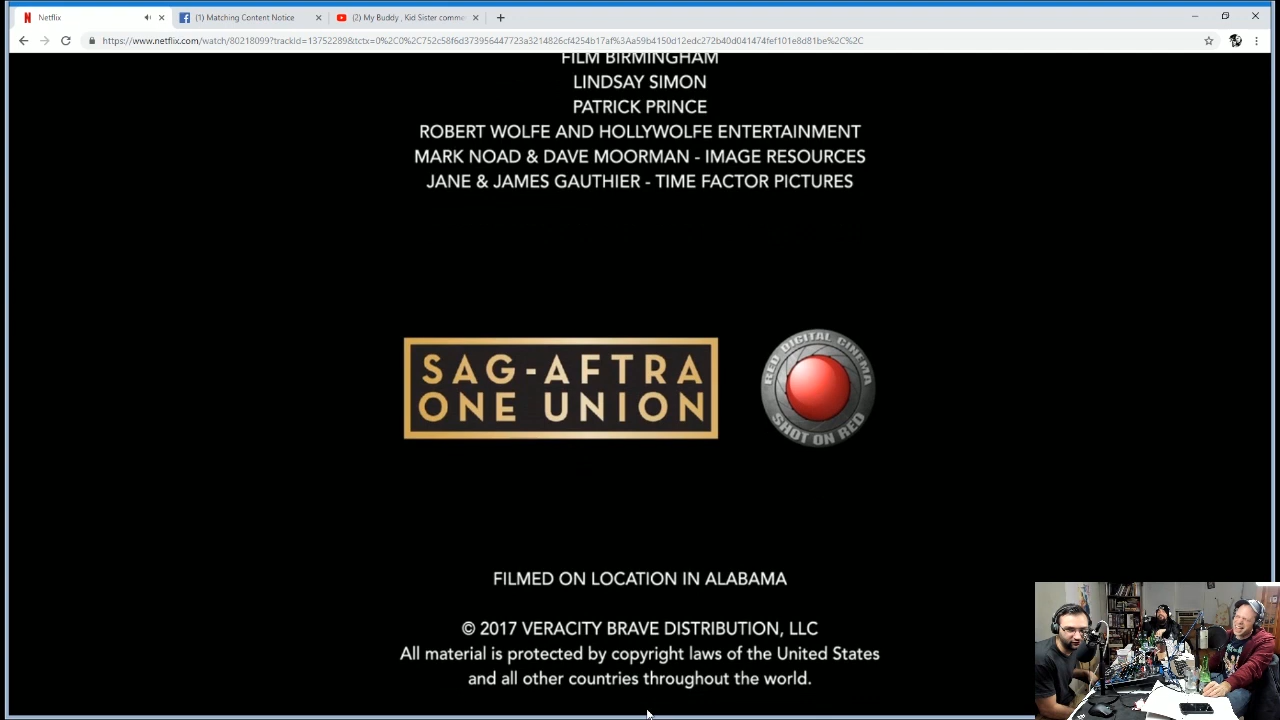 Netflix
(1) Matching Content Notice
(2) My Buddy , Kid Sister comme
https://www.netflix.com/watch/80218099?trackId=13752289&tctx=0%2C0%2C752c58f6d373956447723a3214826cf4254b17af%3Aa59b4150d12edc272b40d041474fef101e8d81be%2C%2C
FILM BIRMINGHAM
LINDSAY SIMON
PATRICK PRINCE
ROBERT WOLFE AND HOLLYWOLFE ENTERTAINMENT
MARK NOAD & DAVE MOORMAN - IMAGE RESOURCES
JANE & JAMES GAUTHIER - TIME FACTOR PICTURES
SAG-AFTRA
ONE UNION
RED DIGITAL CINEMA
SHOT ON RED
FILMED ON LOCATION IN ALABAMA
© 2017 VERACITY BRAVE DISTRIBUTION, LLC
All material is protected by copyright laws of the United States
and all other countries throughout the world.